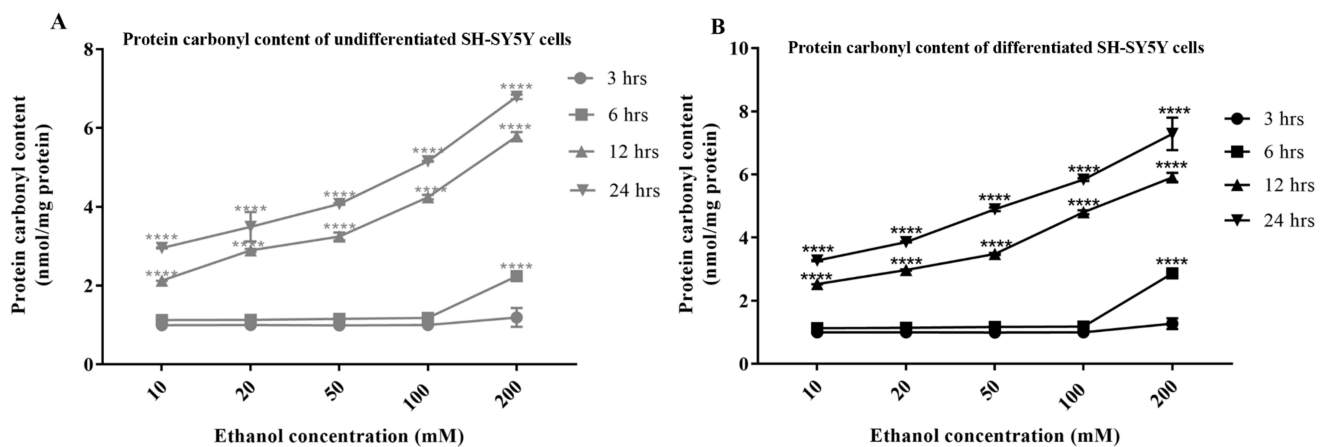 A
Protein carbonyl content of undifferentiated SH-SY5Y cells
Protein carbonyl content
(nmol/mg protein)
8
6
4
2
0
****
****
****
****
****
****
****
****
****
****
****
3 hrs
6 hrs
12 hrs
24 hrs
10
20
50
100
200
Ethanol concentration (mM)
B
Protein carbonyl content of differentiated SH-SY5Y cells
Protein carbonyl content
(nmol/mg protein)
10
8
6
4
2
0
****
****
****
****
****
****
****
****
****
****
****
3 hrs
6 hrs
12 hrs
24 hrs
10
20
50
100
200
Ethanol concentration (mM)